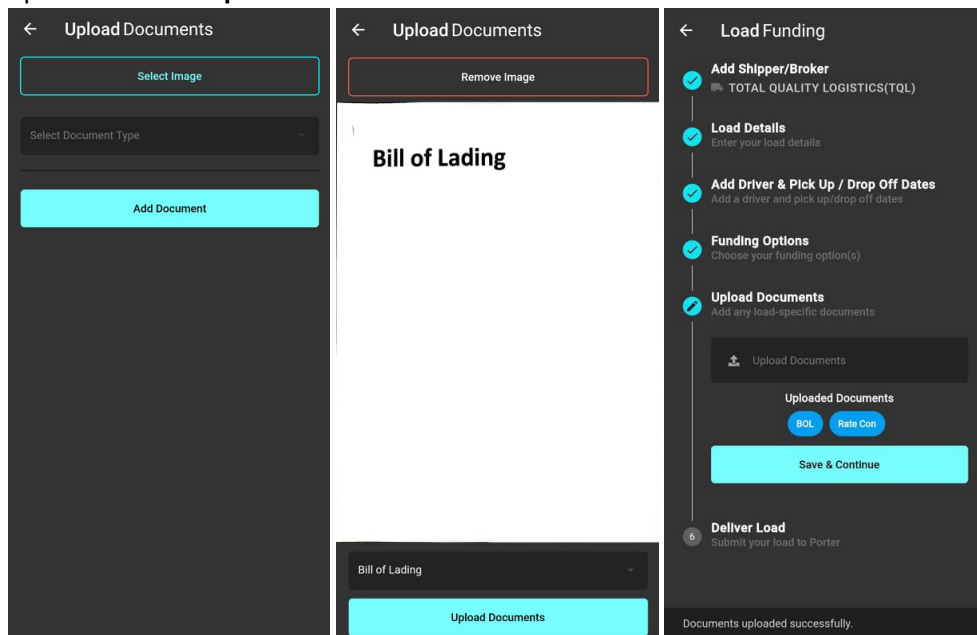 Upload Documents
Select Image
Select Document Type
Add Document
Upload Documents
Remove Image
Bill of Lading
Bill of Lading
Upload Documents
Load Funding
Add Shipper/Broker
TOTAL QUALITY LOGISTICS(TQL)
Load Details
Enter your load details
Add Driver & Pick Up / Drop Off Dates
Add a driver and pick up/drop off dates
Funding Options
Choose your funding option(s)
Upload Documents
Add any load-specific documents
Upload Documents
Uploaded Documents
BOL Rate Con
Save & Continue
6 Deliver Load
Submit your load to Porter
Documents uploaded successfully.